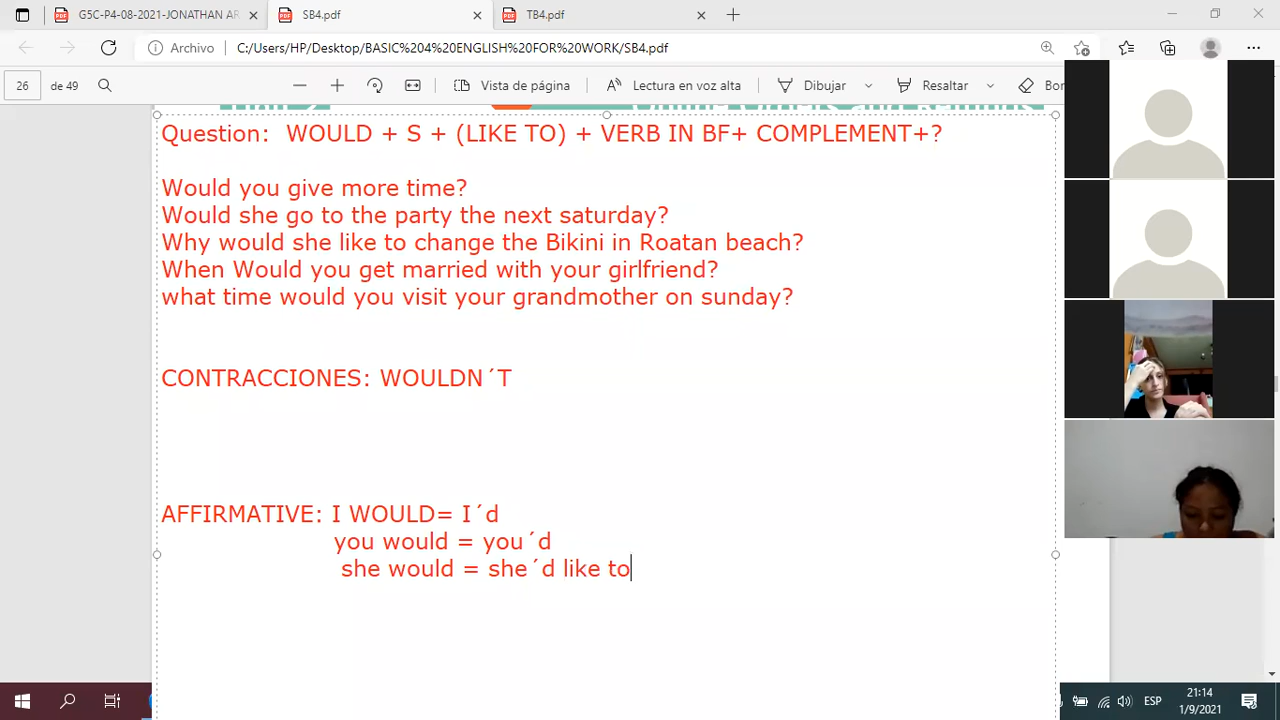 G5C-P4-08-2021-JONATHAN AR
SB4.pdf
TB4.pdf
Archivo
C:/Users/HP/Desktop/BASIC%204%20ENGLISH%20FOR%20WORK/SB4.pdf
26
de 49
Vista de página
Lectura en voz alta
Dibujar
Resaltar
Bor
Question: WOULD + S + (LIKE TO) + VERB IN BF+ COMPLEMENT+?
Would you give more time?
Would she go to the party the next saturday?
Why would she like to change the Bikini in Roatan beach?
When Would you get married with your girlfriend?
what time would you visit your grandmother on sunday?
CONTRACCIONES: WOULDN´T
AFFIRMATIVE: I WOULD= I´d
you would = you´d
she would = she´d like to
ESP
21:14
1/9/2021